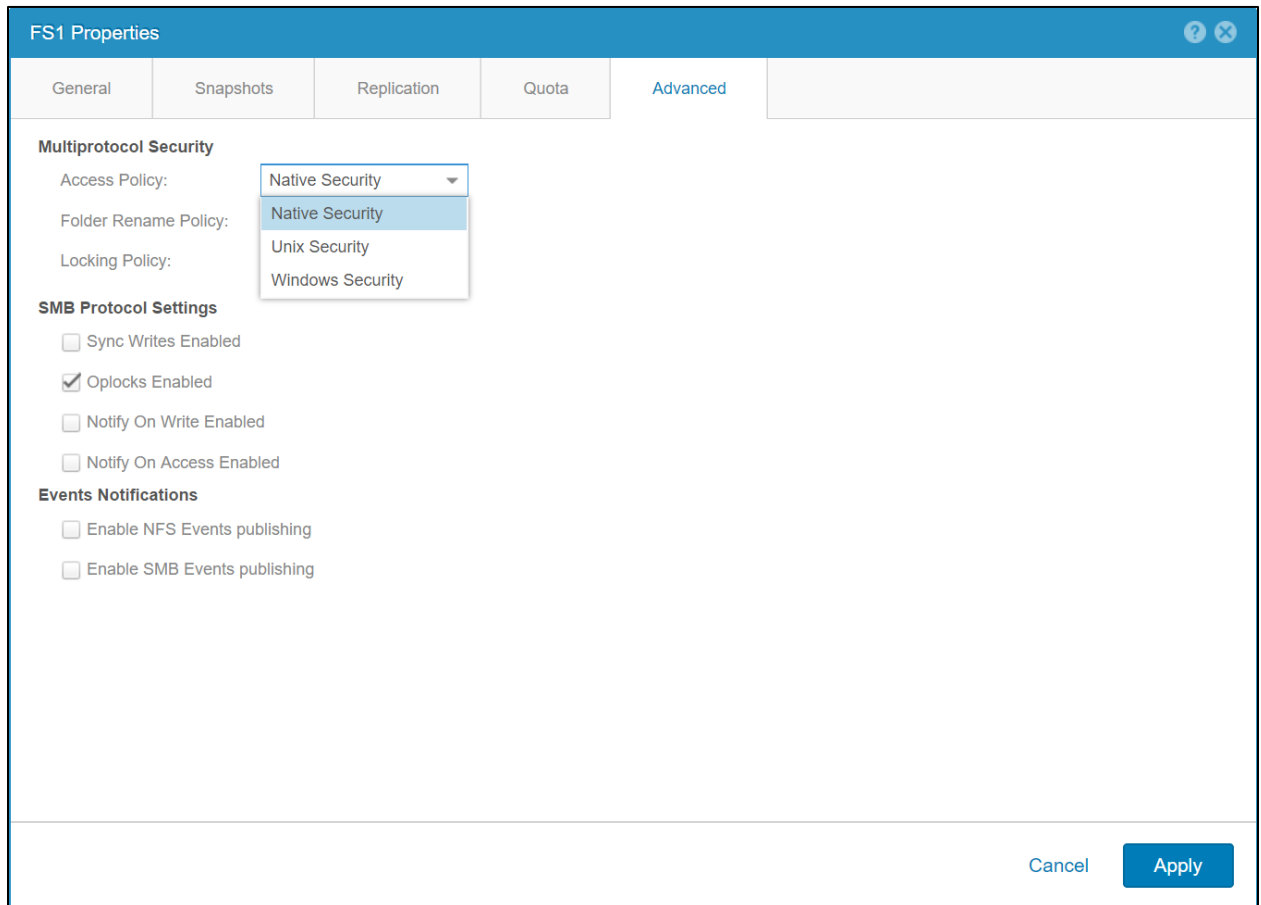 FS1 Properties
General Snapshots Replication Quota Advanced
Multiprotocol Security
Access Policy: Native Security
Native Security
Folder Rename Policy:
Unix Security
Locking Policy:
Windows Security
SMB Protocol Settings
Sync Writes Enabled
Oplocks Enabled
Notify On Write Enabled
Notify On Access Enabled
Events Notifications
Enable NFS Events publishing
Enable SMB Events publishing
Cancel Apply